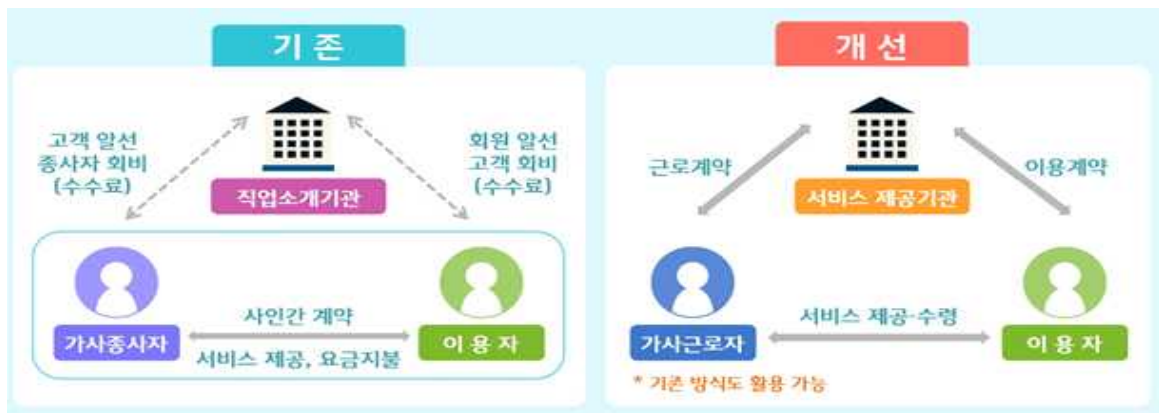 기 존
고객 알선
종사자 회비
(수수료)
회원 알선
고객 회비
(수수료)
직업소개기관
가사종사자
사인간 계약
서비스 제공, 요금지불
이 용 자
개 선
근로계약
이용계약
서비스 제공기관
가사근로자
서비스 제공·수령
이 용 자
* 기존 방식도 활용 가능